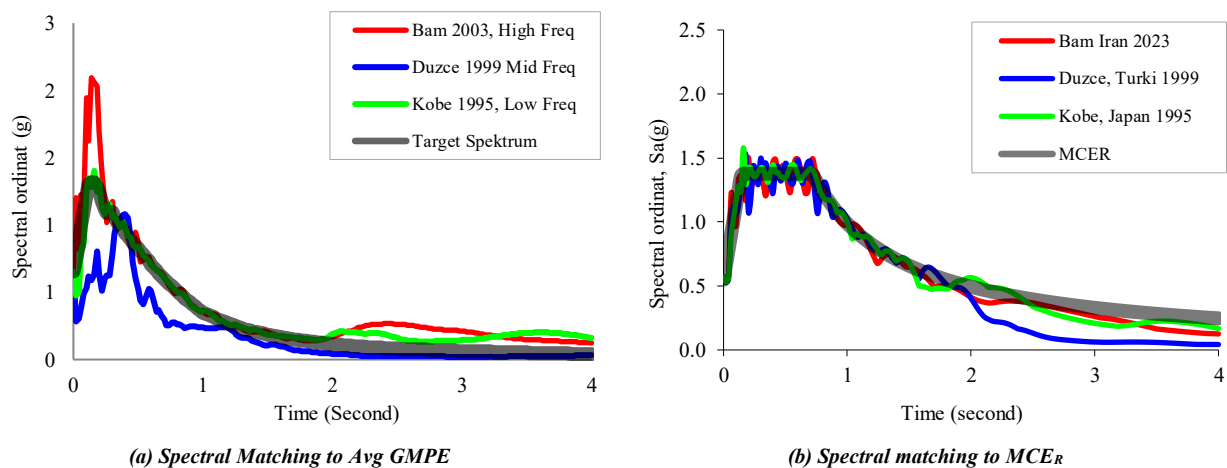 3
2
2
1
1
0
Spectral ordinat (g)
0 1 2 3 4
Time (Second)
Bam 2003, High Freq
Duzce 1999 Mid Freq
Kobe 1995, Low Freq
Target Spektrum
(a) Spectral Matching to Avg GMPE
2.5
2.0
1.5
1.0
0.5
0.0
Spectral ordinat, Sa(g)
0 1 2 3 4
Time (second)
Bam Iran 2023
Duzce, Turki 1999
Kobe, Japan 1995
MCER
(b) Spectral matching to MCER